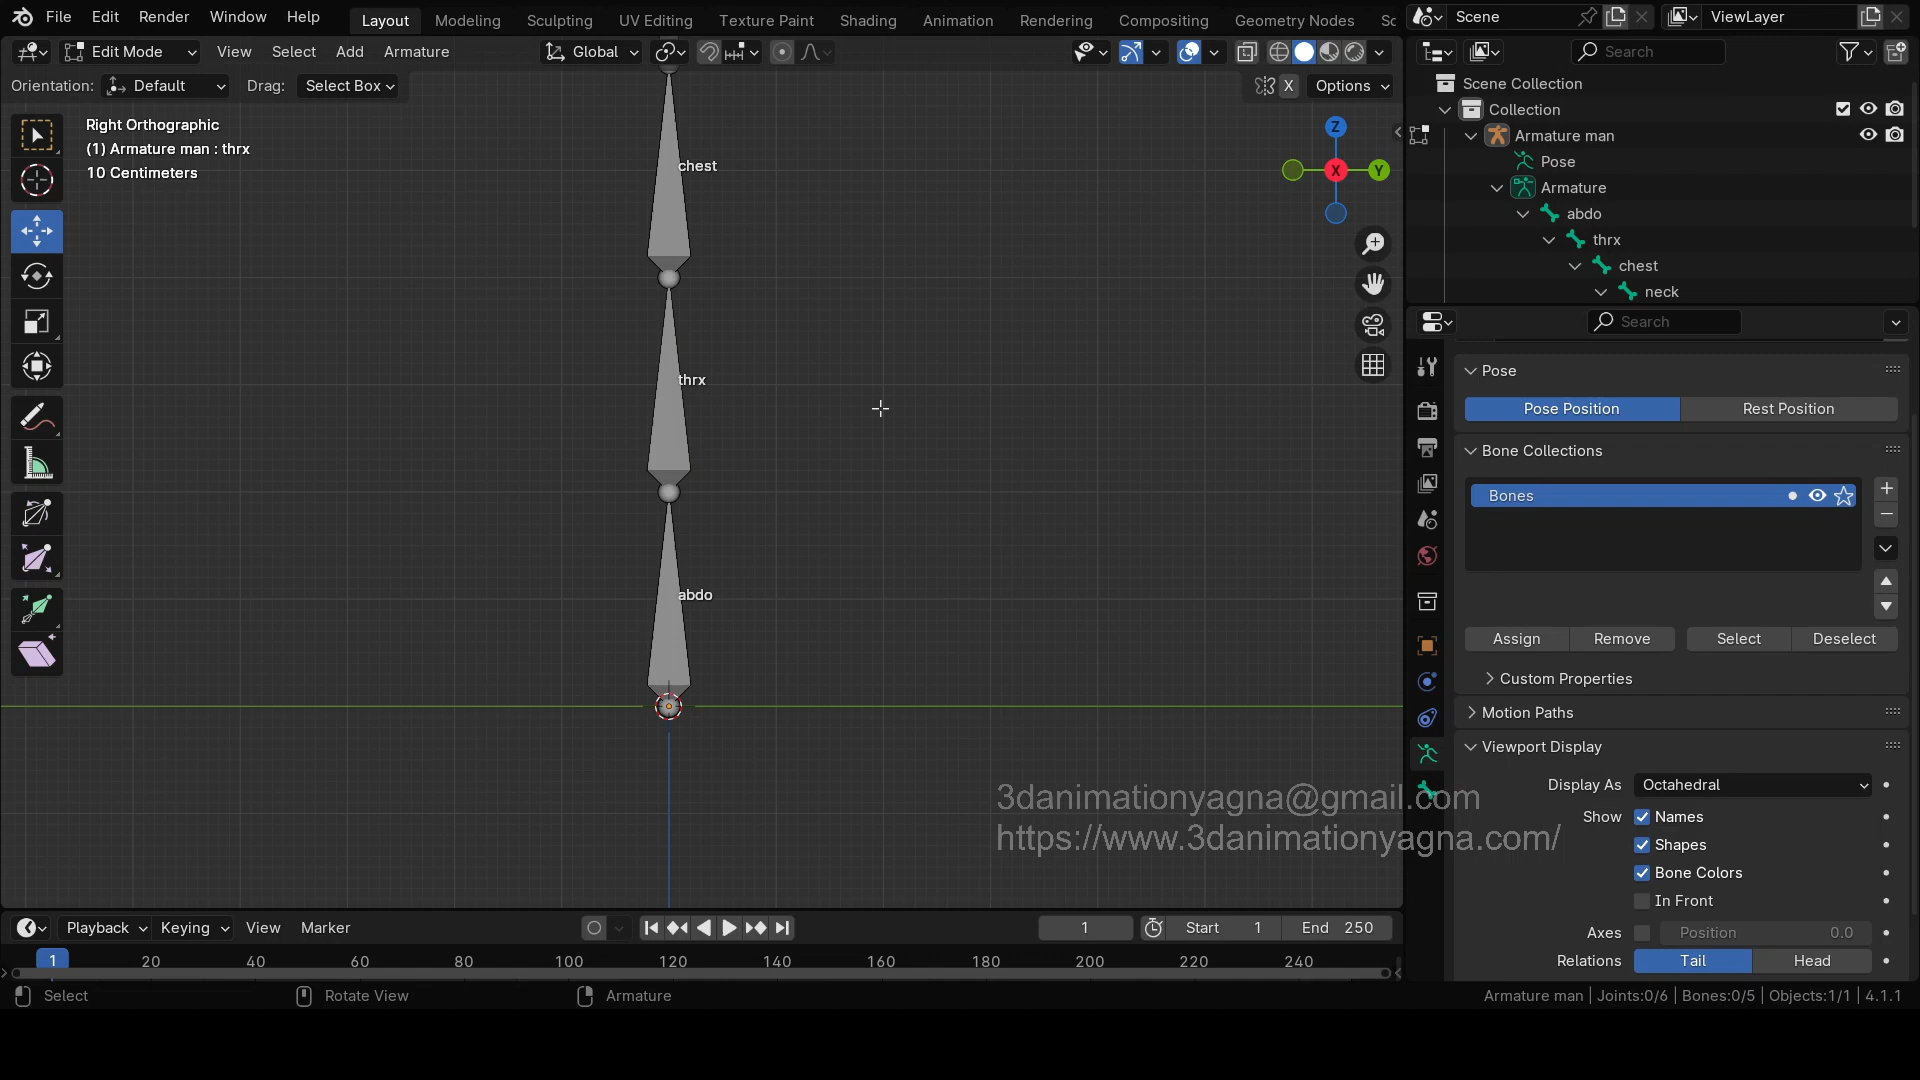 File Edit Render Window Help Layout Modeling Sculpting UV Editing Texture Paint Shading Animation Rendering Compositing Geometry Nodes Sc Scene ViewLayer
Edit Mode View Select Add Armature Global Search
Orientation: Default Drag: Select Box X Options
Right Orthographic
(1) Armature man : thrx
10 Centimeters
Z
X
Y
chest
thrx
abdo
Scene Collection
Collection
Armature man
Pose
Armature
abdo
thrx
chest
neck
Search
Pose
Pose Position Rest Position
Bone Collections
Bones
Assign Remove Select Deselect
Custom Properties
Motion Paths
Viewport Display
Display As Octahedral
Show Names
Shapes
Bone Colors
In Front
Axes Position 0.0
Relations Tail Head
3danimationyagna@gmail.com
https://www.3danimationyagna.com/
Playback Keying View Marker 1 Start 1 End 250
1 20 40 60 80 100 120 140 160 180 200 220 240
Select Rotate View Armature Armature man | Joints:0/6 | Bones:0/5 | Objects:1/1 | 4.1.1